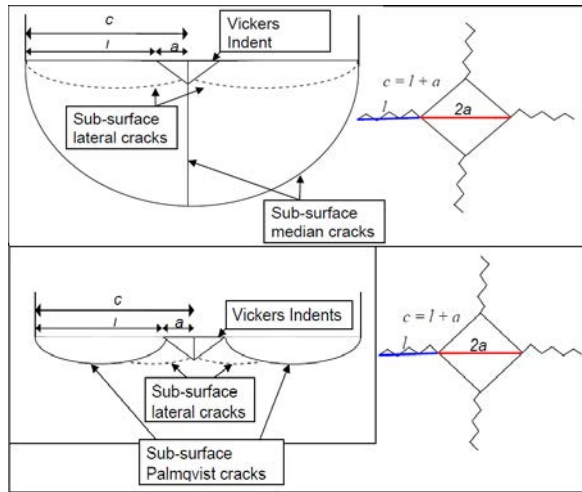 c
l
a
Vickers
Indent
Sub-surface
lateral cracks
Sub-surface
median cracks
c = l + a
l
2a
c
l
a
Vickers Indents
Sub-surface
lateral cracks
Sub-surface
Palmqvist cracks
c = l + a
l
2a